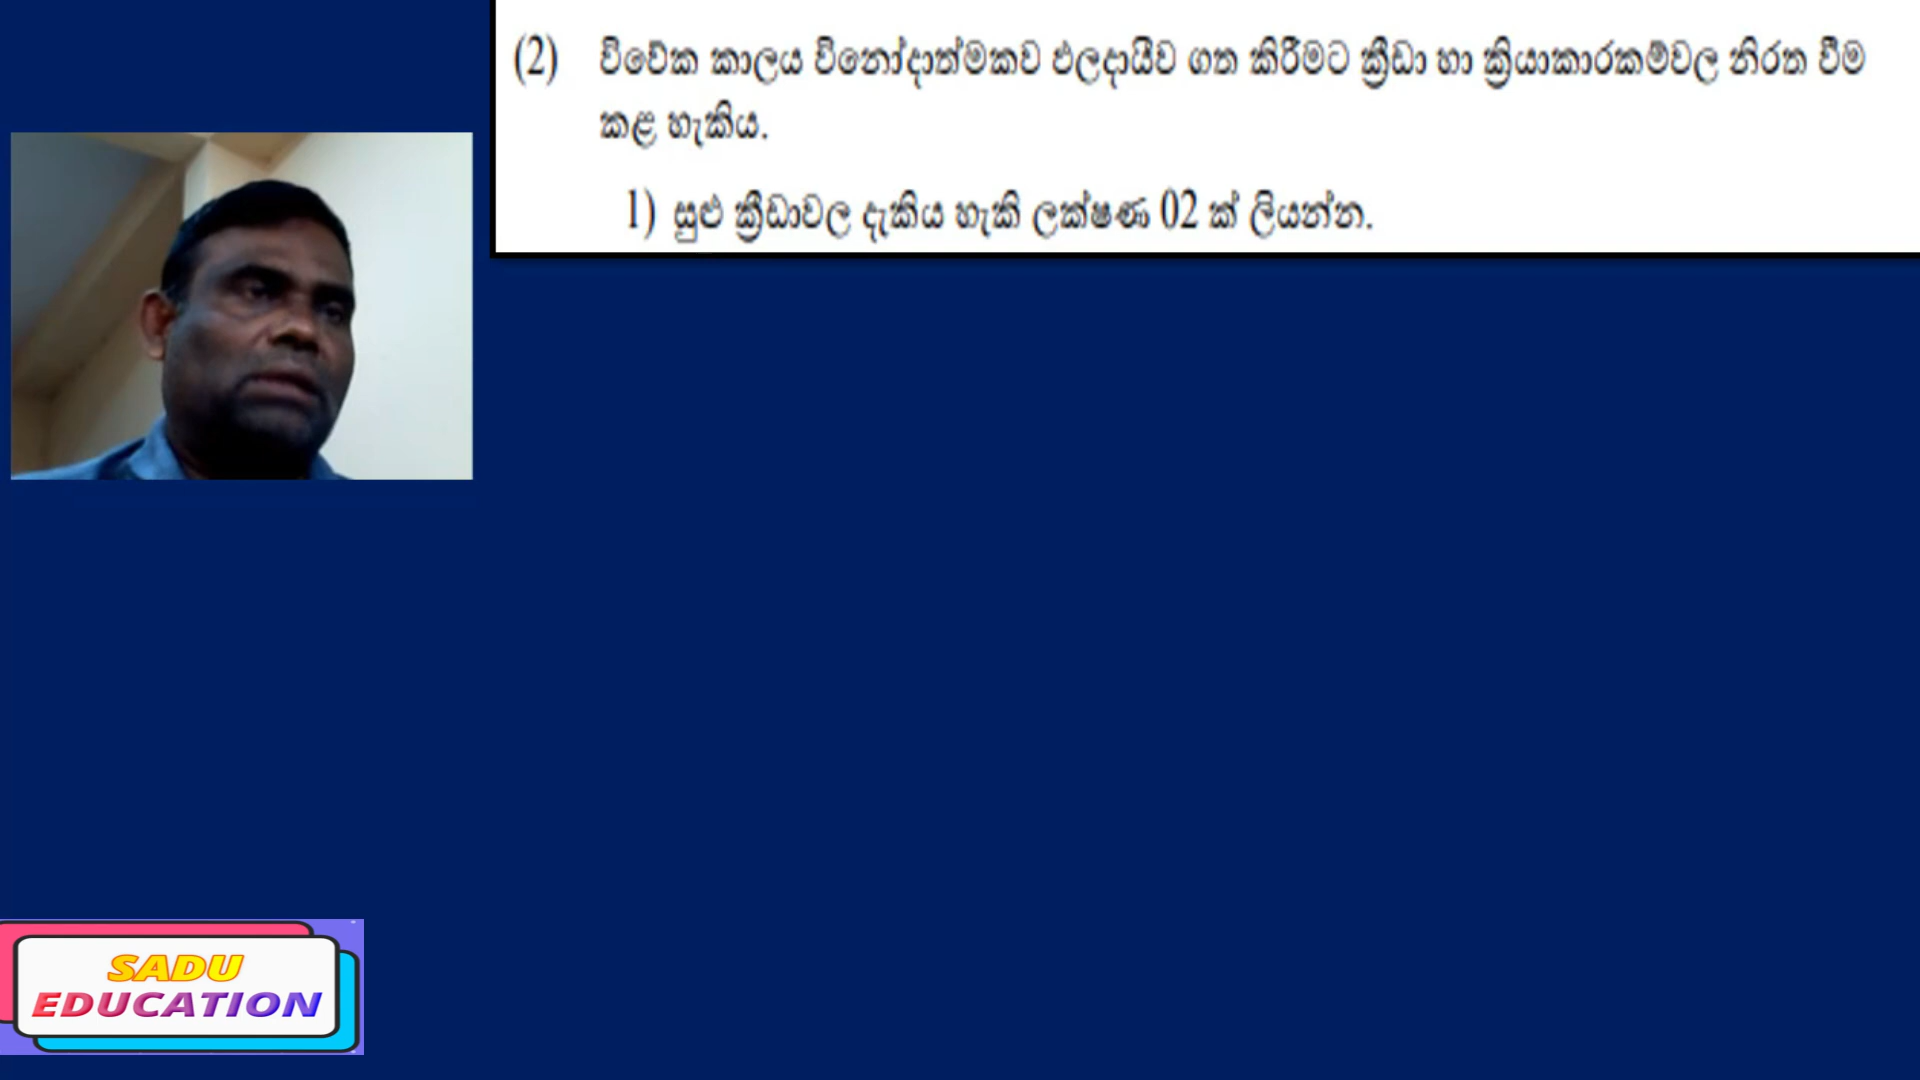 (2) විවේක කාලය විනෝදාත්මකව ඵලදායීව ගත කිරීමට ක්‍රීඩා හා ක්‍රියාකාරකම්වල නිරත වීම
කළ හැකිය.
1) සුළු ක්‍රීඩාවල දැකිය හැකි ලක්ෂණ 02 ක් ලියන්න.
SADU
EDUCATION